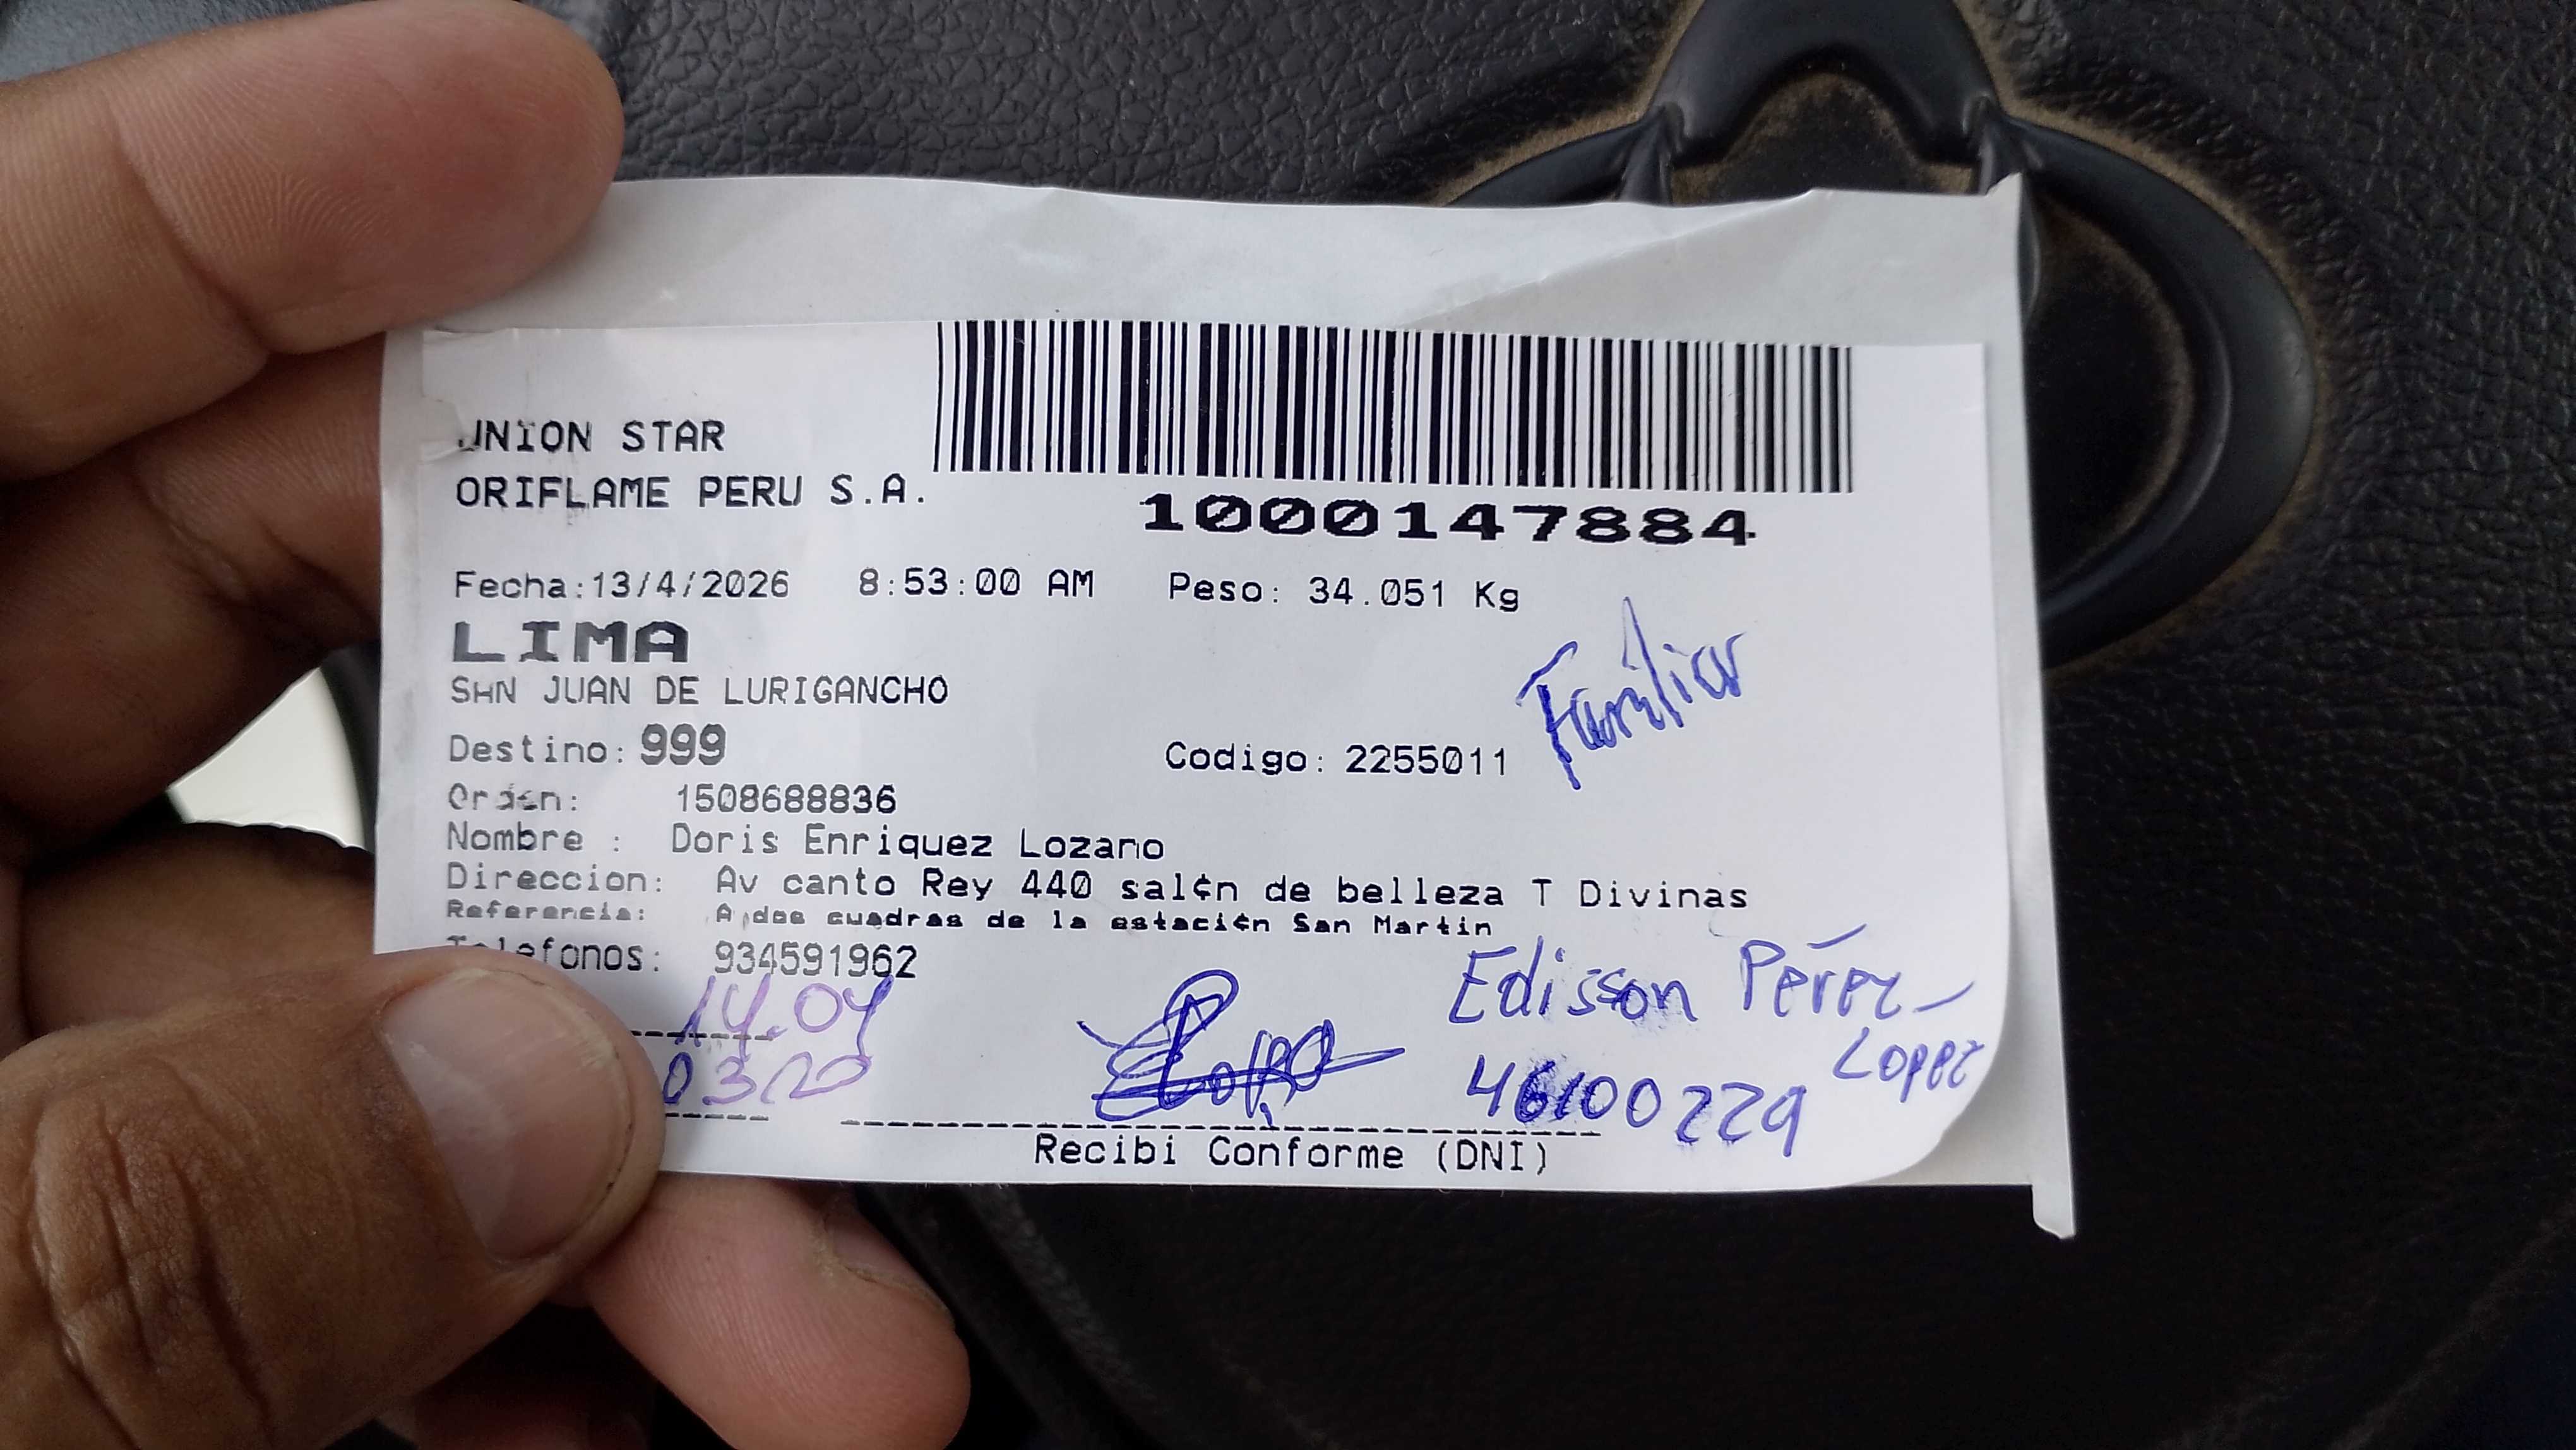 UNION STAR
ORIFLAME PERU S.A.
1000147884
Fecha:13/4/2026 8:53:00 AM Peso: 34.051 Kg
LIMA
SAN JUAN DE LURIGANCHO
Familiar
Destino: 999 Codigo: 2255011
Orden: 1508688836
Nombre : Doris Enriquez Lozano
Direccion: Av canto Rey 440 sal¢n de belleza T Divinas
Referencia: A dos cuadras de la estaci¢n San Martin
Telefonos: 934591962
14.04
0320
Edisson Pérez
Lopez
46100229
Recibi Conforme (DNI)